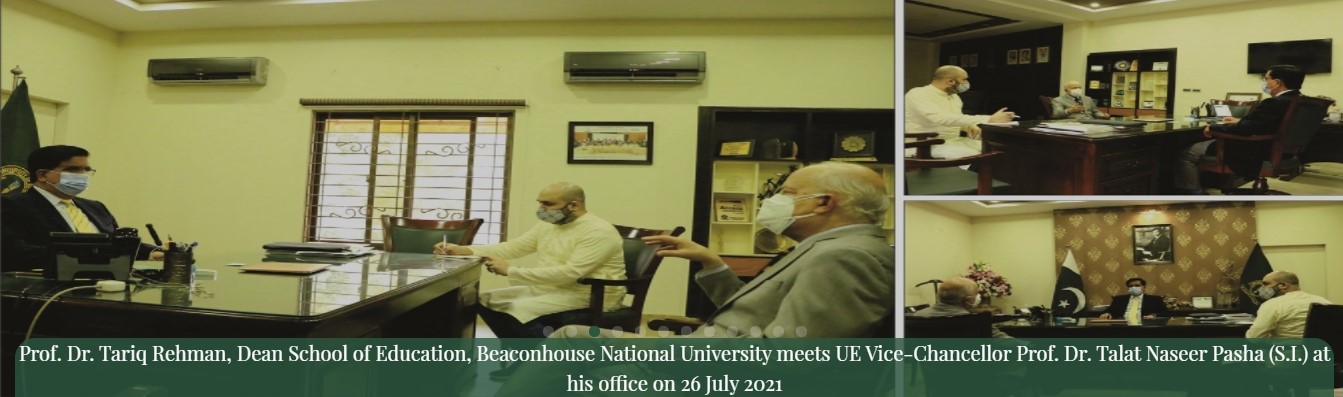 Prof. Dr. Tariq Rehman, Dean School of Education, Beaconhouse National University meets UE Vice-Chancellor Prof. Dr. Talat Naseer Pasha (S.I.) at
his office on 26 July 2021